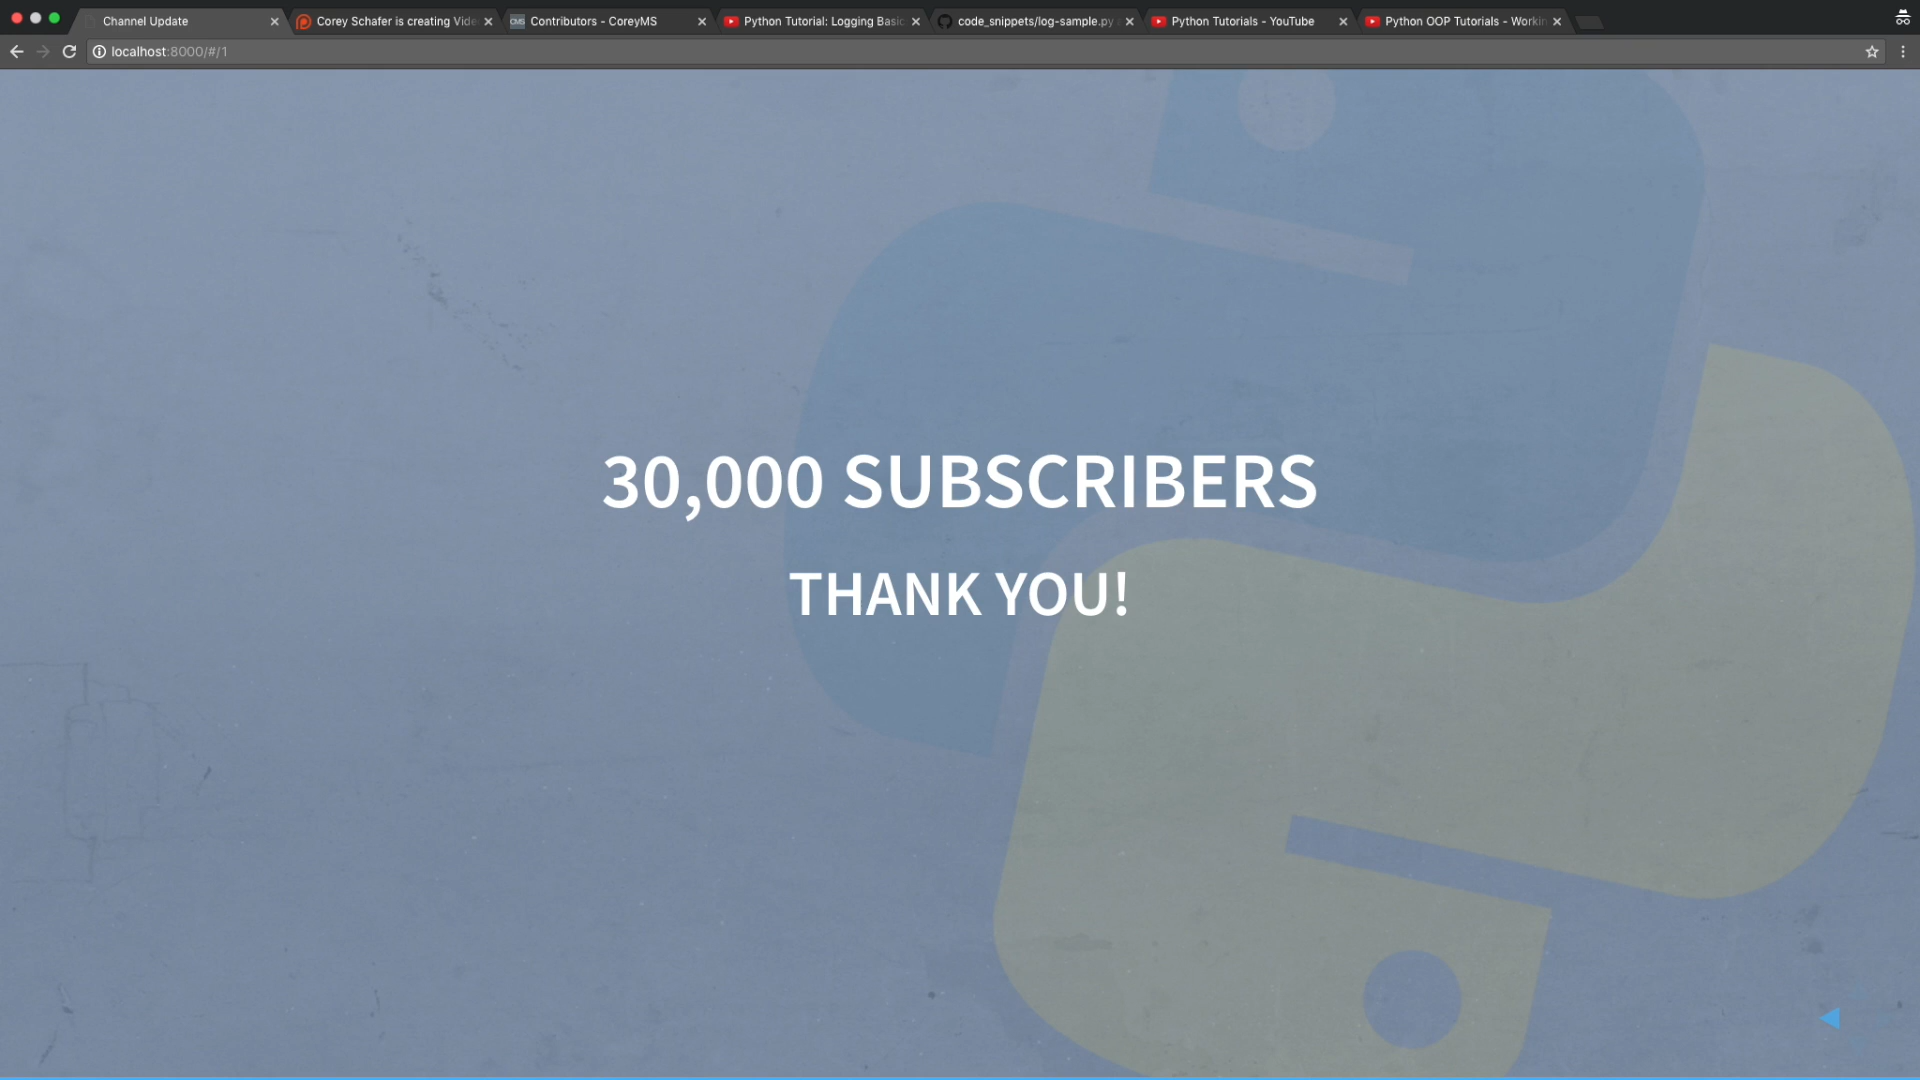 Channel Update
Corey Schafer is creating Vide
CMS Contributors - CoreyMS
Python Tutorial: Logging Basic
code_snippets/log-sample.py
Python Tutorials - YouTube
Python OOP Tutorials - Workin
localhost:8000/#/1
30,000 SUBSCRIBERS
THANK YOU!